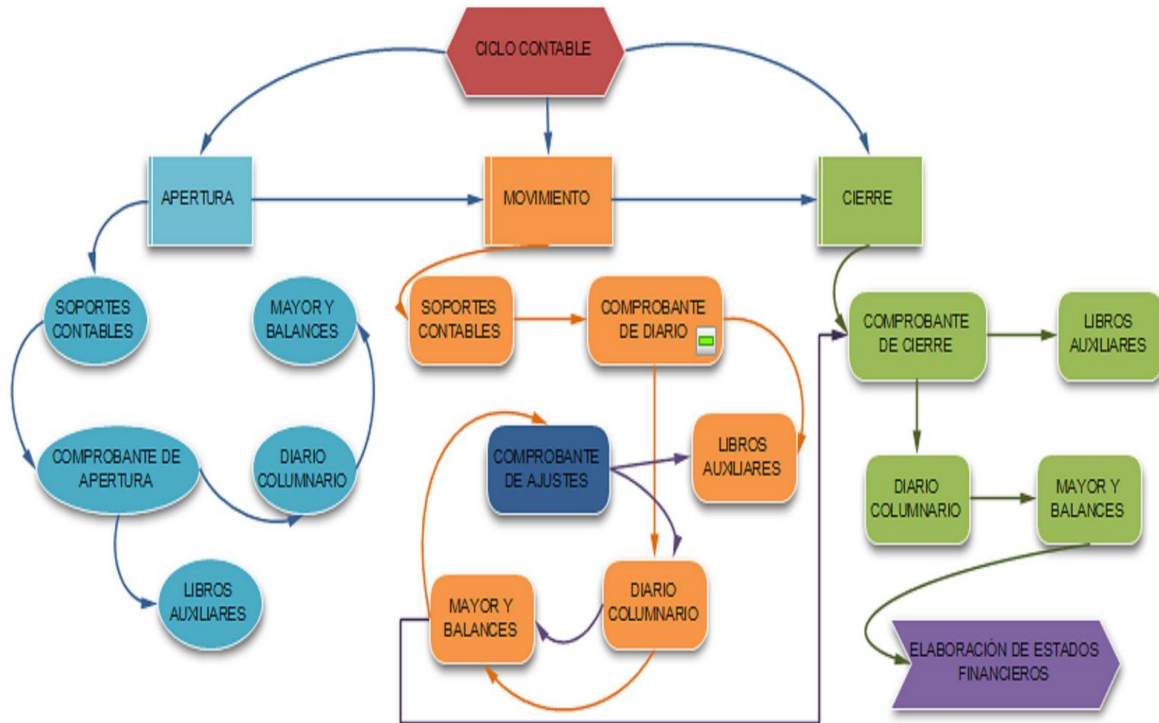 CICLO CONTABLE
APERTURA
MOVIMIENTO
CIERRE
SOPORTES
CONTABLES
MAYOR Y
BALANCES
COMPROBANTE DE
APERTURA
DIARIO
COLUMNARIO
LIBROS
AUXILIARES
SOPORTES
CONTABLES
COMPROBANTE
DE DIARIO
COMPROBANTE
DE AJUSTES
LIBROS
AUXILIARES
MAYOR Y
BALANCES
DIARIO
COLUMNARIO
COMPROBANTE
DE CIERRE
LIBROS
AUXILIARES
DIARIO
COLUMNARIO
MAYOR Y
BALANCES
ELABORACIÓN DE ESTADOS
FINANCIEROS